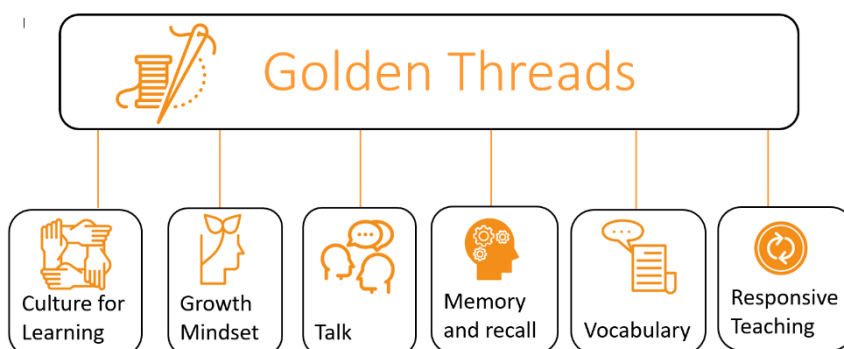 Golden Threads
Culture for
Learning
Growth
Mindset
Talk
Memory
and recall
Vocabulary
Responsive
Teaching